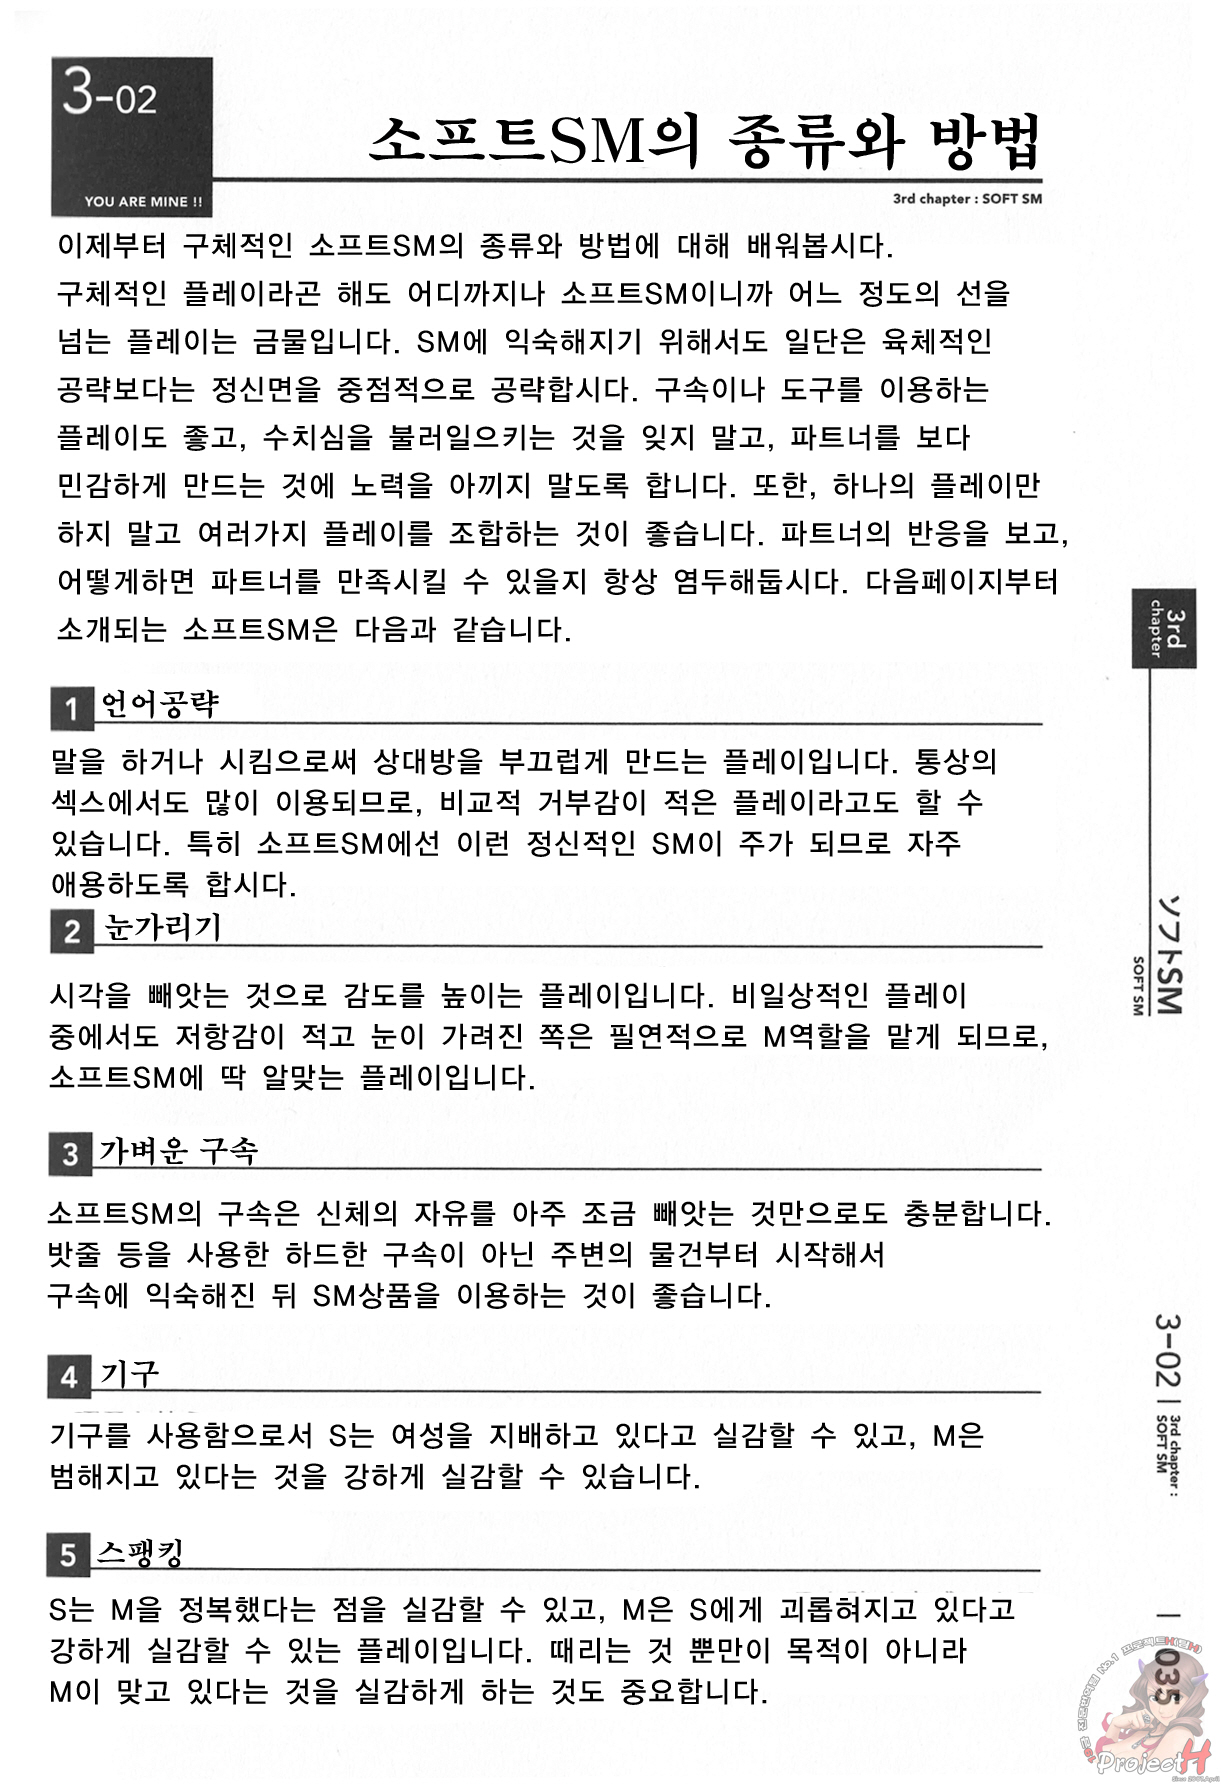 3-02
YOU ARE MINE !!
소프트SM의 종류와 방법
3rd chapter : SOFT SM
이제부터 구체적인 소프트SM의 종류와 방법에 대해 배워봅시다.
구체적인 플레이라곤 해도 어디까지나 소프트SM이니까 어느 정도의 선을
넘는 플레이는 금물입니다. SM에 익숙해지기 위해서도 일단은 육체적인
공략보다는 정신면을 중점적으로 공략합시다. 구속이나 도구를 이용하는
플레이도 좋고, 수치심을 불러일으키는 것을 잊지 말고, 파트너를 보다
민감하게 만드는 것에 노력을 아끼지 말도록 합니다. 또한, 하나의 플레이만
하지 말고 여러가지 플레이를 조합하는 것이 좋습니다. 파트너의 반응을 보고,
어떻게하면 파트너를 만족시킬 수 있을지 항상 염두해둡시다. 다음페이지부터
소개되는 소프트SM은 다음과 같습니다.
1 언어공략
말을 하거나 시킴으로써 상대방을 부끄럽게 만드는 플레이입니다. 통상의
섹스에서도 많이 이용되므로, 비교적 거부감이 적은 플레이라고도 할 수
있습니다. 특히 소프트SM에선 이런 정신적인 SM이 주가 되므로 자주
애용하도록 합시다.
2 눈가리기
시각을 빼앗는 것으로 감도를 높이는 플레이입니다. 비일상적인 플레이
중에서도 저항감이 적고 눈이 가려진 쪽은 필연적으로 M역할을 맡게 되므로,
소프트SM에 딱 알맞는 플레이입니다.
3 가벼운 구속
소프트SM의 구속은 신체의 자유를 아주 조금 빼앗는 것만으로도 충분합니다.
밧줄 등을 사용한 하드한 구속이 아닌 주변의 물건부터 시작해서
구속에 익숙해진 뒤 SM상품을 이용하는 것이 좋습니다.
4 기구
기구를 사용함으로서 S는 여성을 지배하고 있다고 실감할 수 있고, M은
범해지고 있다는 것을 강하게 실감할 수 있습니다.
5 스팽킹
S는 M을 정복했다는 점을 실감할 수 있고, M은 S에게 괴롭혀지고 있다고
강하게 실감할 수 있는 플레이입니다. 때리는 것 뿐만이 목적이 아니라
M이 맞고 있다는 것을 실감하게 하는 것도 중요합니다.
3rd
chapter
ソフトSM
SOFT SM
3-02
3rd chapter :
SOFT SM
035
Project H